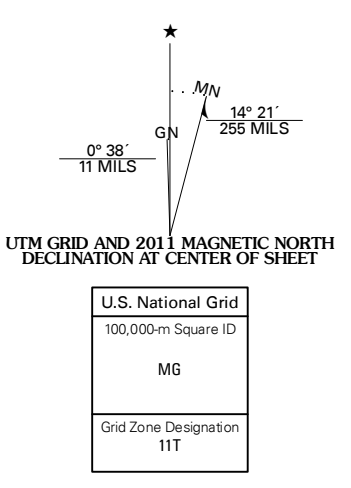 ★
. . . MN
14° 21´
255 MILS
GN
0° 38´
11 MILS
UTM GRID AND 2011 MAGNETIC NORTH
DECLINATION AT CENTER OF SHEET
U.S. National Grid
100,000-m Square ID
MG
Grid Zone Designation
11T